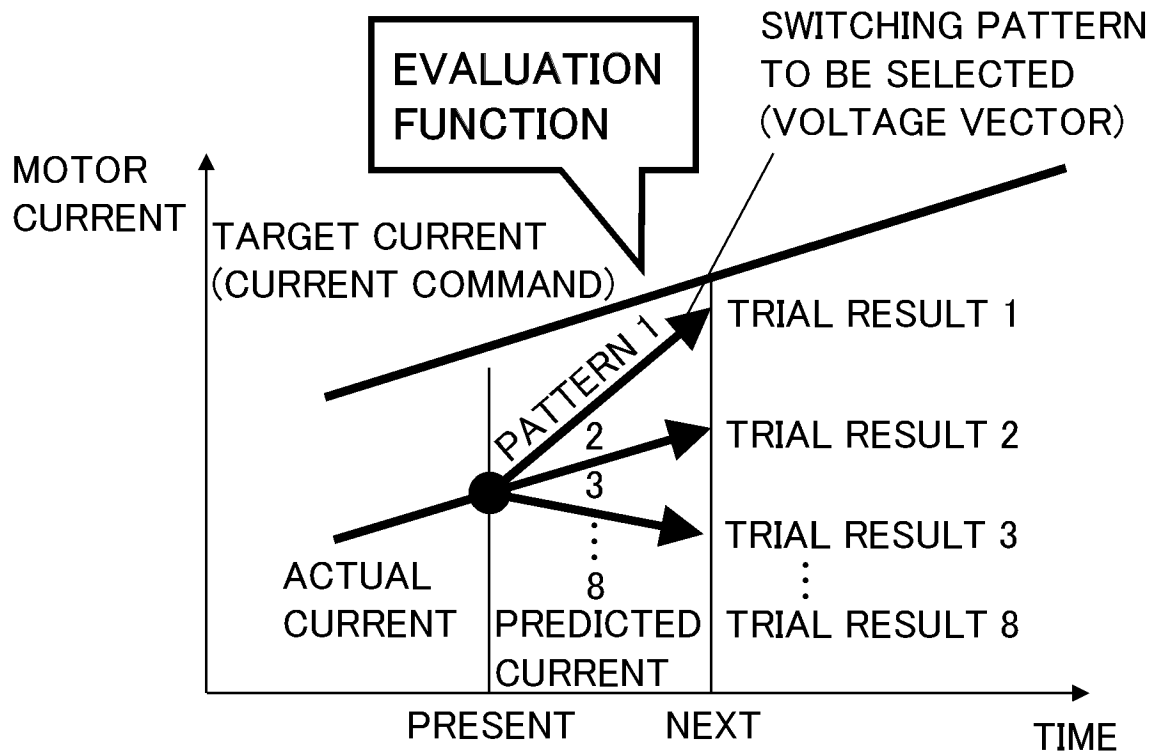 SWITCHING PATTERN
TO BE SELECTED
(VOLTAGE VECTOR)
EVALUATION
FUNCTION
MOTOR
CURRENT
TARGET CURRENT
(CURRENT COMMAND)
PATTERN 1
2
3
8
TRIAL RESULT 1
TRIAL RESULT 2
TRIAL RESULT 3
TRIAL RESULT 8
ACTUAL
CURRENT
PREDICTED
CURRENT
PRESENT
NEXT
TIME